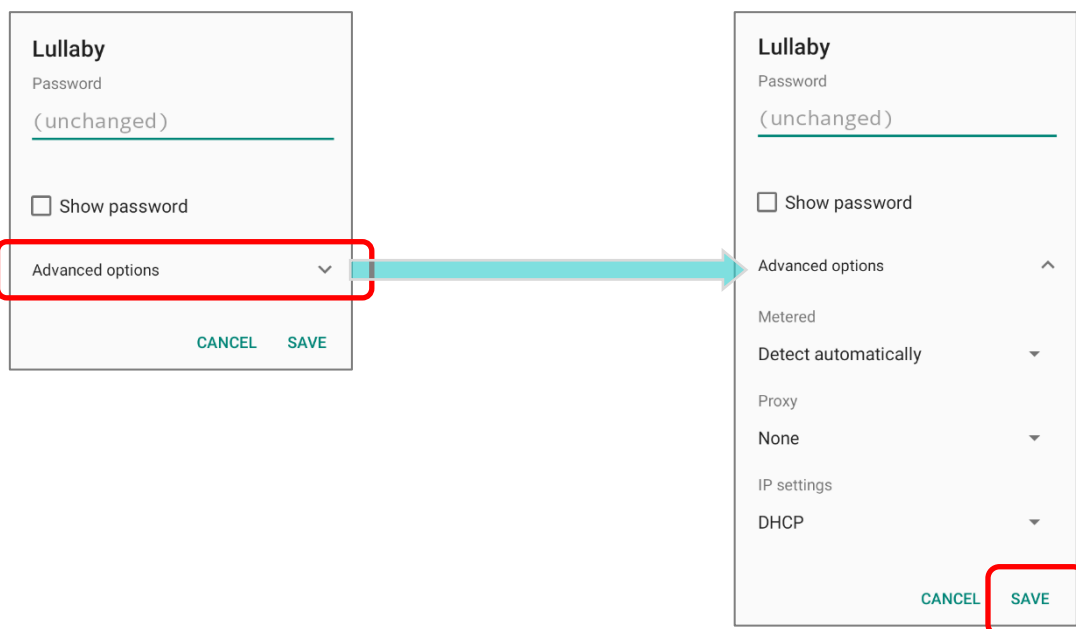 Lullaby
Password
(unchanged)
Show password
Advanced options
CANCEL SAVE
Lullaby
Password
(unchanged)
Show password
Advanced options
Metered
Detect automatically
Proxy
None
IP settings
DHCP
CANCEL SAVE